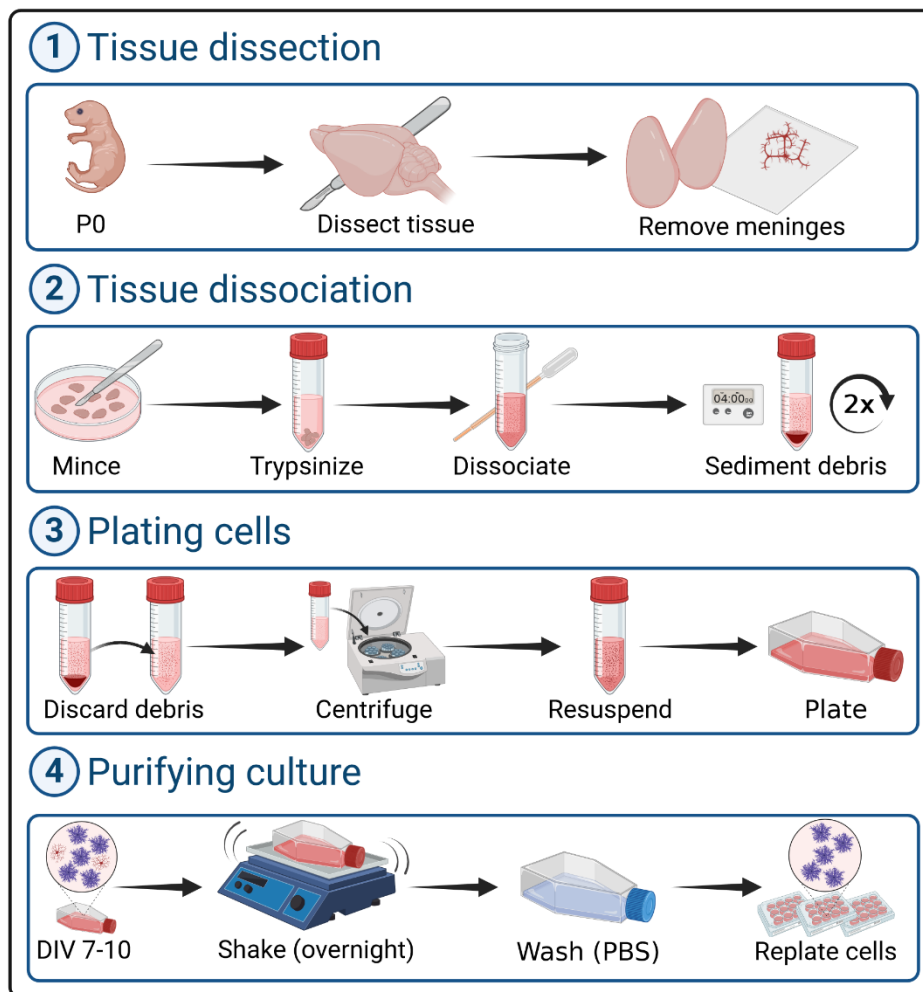 1 Tissue dissection
P0
Dissect tissue
Remove meninges
2 Tissue dissociation
04:00 00
2x
Mince
Trypsinize
Dissociate
Sediment debris
3 Plating cells
Discard debris
Centrifuge
Resuspend
Plate
4 Purifying culture
DIV 7-10
Shake (overnight)
Wash (PBS)
Replate cells